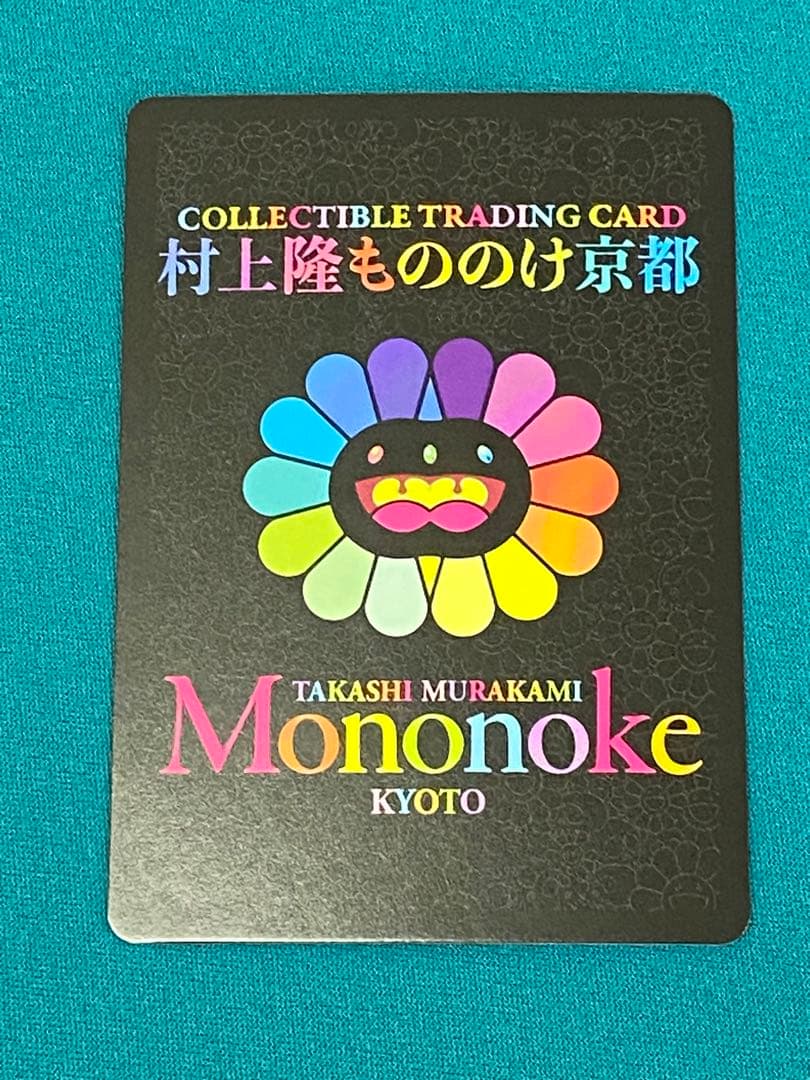 COLLECTIBLE TRADING CARD
村上隆もののけ京都
TAKASHI MURAKAMI
Mononoke
KYOTO